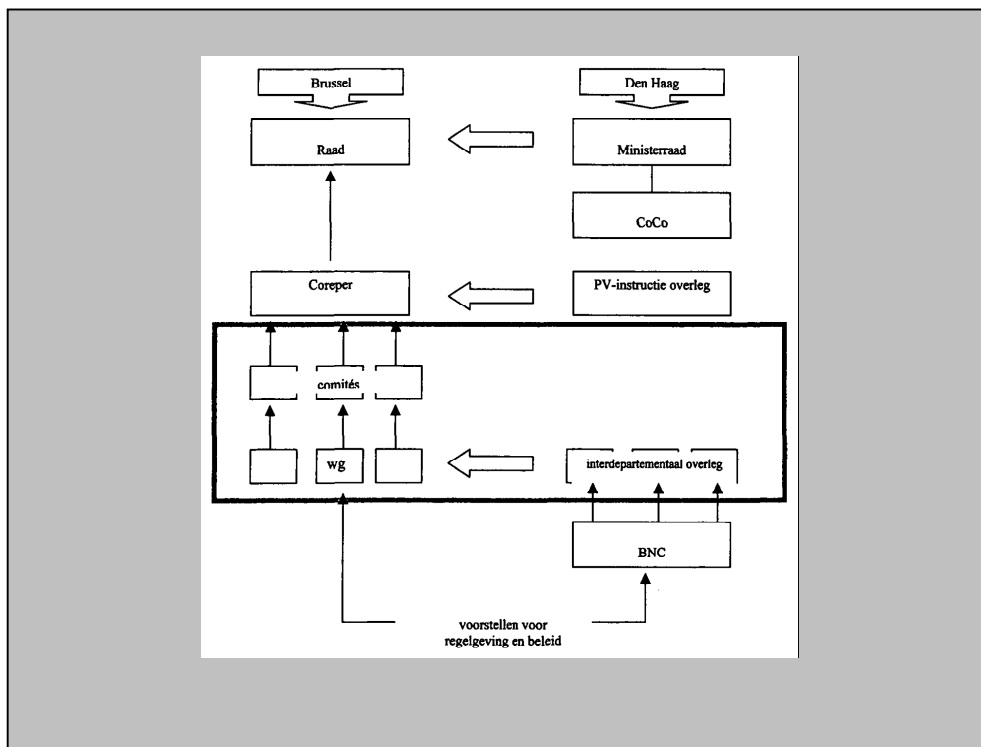 Brussel
Den Haag
Raad
Ministerraad
CoCo
Coreper
PV-instructie overleg
comités
wg
interdepartementaal overleg
BNC
voorstellen voor
regelgeving en beleid